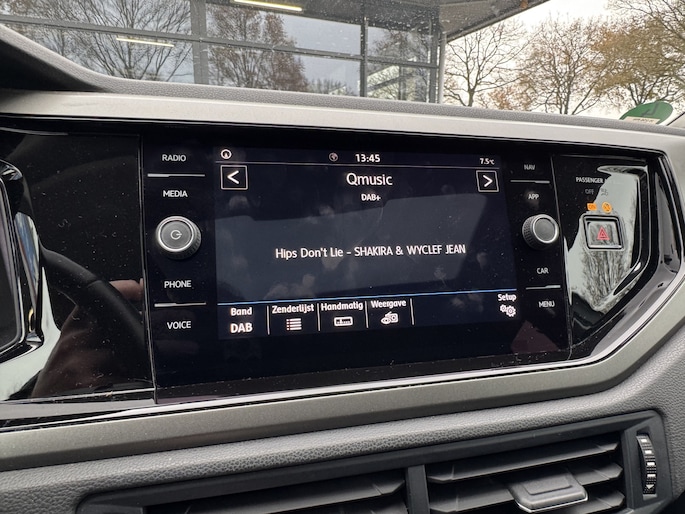 RADIO
MEDIA
PHONE
VOICE
13:45
7.5°C
Qmusic
DAB+
Hips Don't Lie - SHAKIRA & WYCLEF JEAN
Band
DAB
Zenderlijst
Handmatig
Weergave
Setup
NAV
APP
CAR
MENU
PASSENGER
OFF